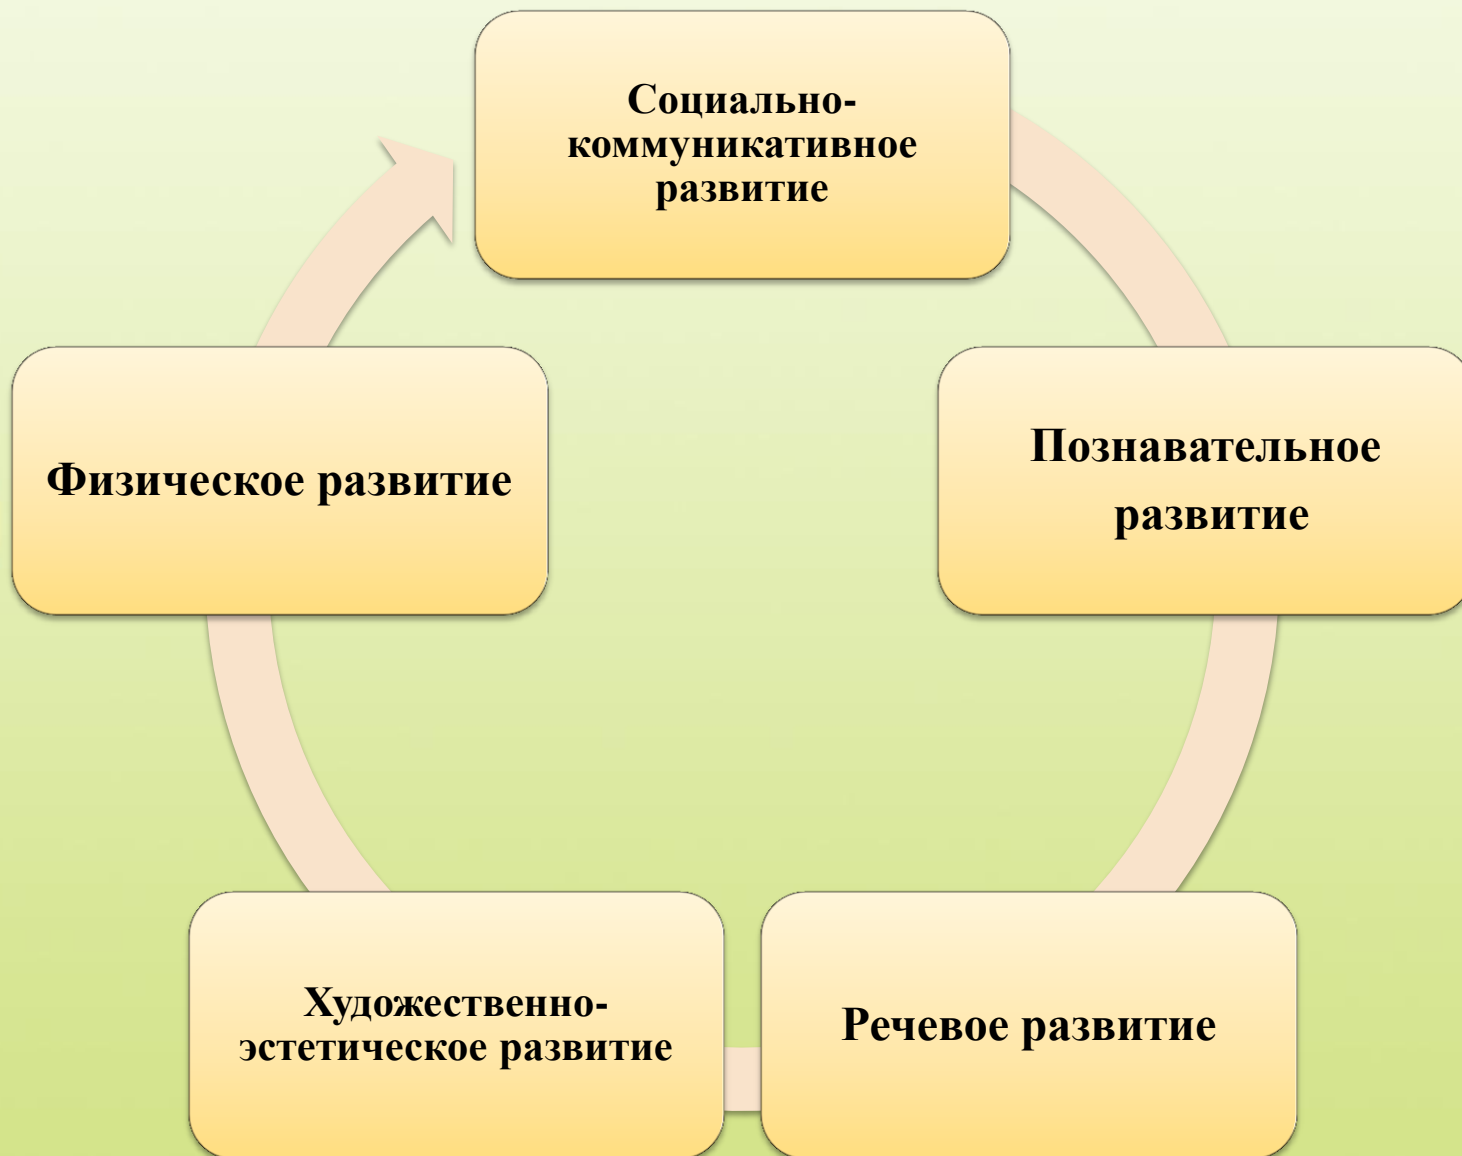 Социально-
коммуникативное
развитие
Познавательное
развитие
Речевое развитие
Художественно-
эстетическое развитие
Физическое развитие